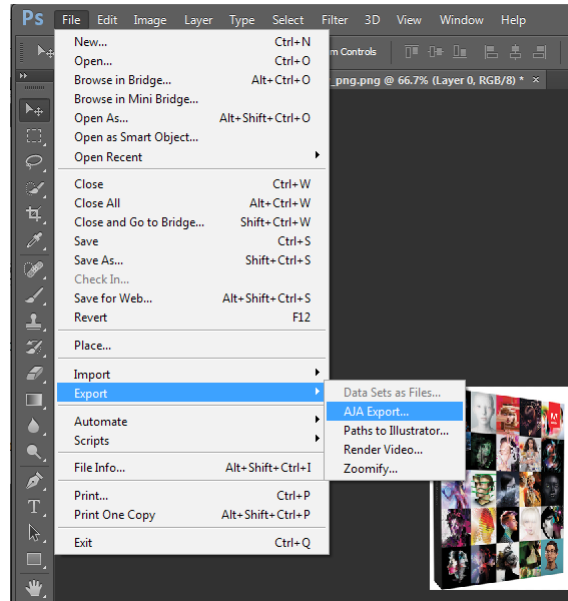 Ps File Edit Image Layer Type Select Filter 3D View Window Help
New... Ctrl+N
Open... Ctrl+O
Browse in Bridge... Alt+Ctrl+O
Browse in Mini Bridge...
Open As... Alt+Shift+Ctrl+O
Open as Smart Object...
Open Recent
Close Ctrl+W
Close All Alt+Ctrl+W
Close and Go to Bridge... Shift+Ctrl+W
Save Ctrl+S
Save As... Shift+Ctrl+S
Check In...
Save for Web... Alt+Shift+Ctrl+S
Revert F12
Place...
Import
Export
Automate
Scripts
File Info... Alt+Shift+Ctrl+I
Print... Ctrl+P
Print One Copy Alt+Shift+Ctrl+P
Exit Ctrl+Q
Data Sets as Files...
AJA Export...
Paths to Illustrator...
Render Video...
Zoomify...
m Controls
_png.png @ 66.7% (Layer 0, RGB/8) * ×
T